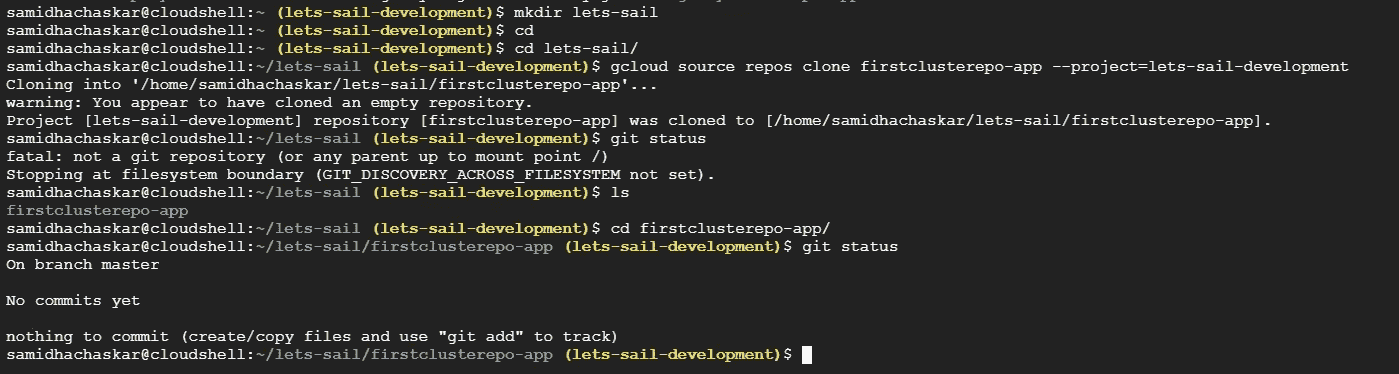 samidhachaskar@cloudshell:~ (lets-sail-development)$ mkdir lets-sail
samidhachaskar@cloudshell:~ (lets-sail-development)$ cd
samidhachaskar@cloudshell:~ (lets-sail-development)$ cd lets-sail/
samidhachaskar@cloudshell:~/lets-sail (lets-sail-development)$ gcloud source repos clone firstclusterepo-app --project=lets-sail-development
Cloning into '/home/samidhachaskar/lets-sail/firstclusterepo-app'...
warning: You appear to have cloned an empty repository.
Project [lets-sail-development] repository [firstclusterepo-app] was cloned to [/home/samidhachaskar/lets-sail/firstclusterepo-app].
samidhachaskar@cloudshell:~/lets-sail (lets-sail-development)$ git status
fatal: not a git repository (or any parent up to mount point /)
Stopping at filesystem boundary (GIT_DISCOVERY_ACROSS_FILESYSTEM not set).
samidhachaskar@cloudshell:~/lets-sail (lets-sail-development)$ ls
firstclusterepo-app
samidhachaskar@cloudshell:~/lets-sail (lets-sail-development)$ cd firstclusterepo-app/
samidhachaskar@cloudshell:~/lets-sail/firstclusterepo-app (lets-sail-development)$ git status
On branch master
No commits yet
nothing to commit (create/copy files and use "git add" to track)
samidhachaskar@cloudshell:~/lets-sail/firstclusterepo-app (lets-sail-development)$